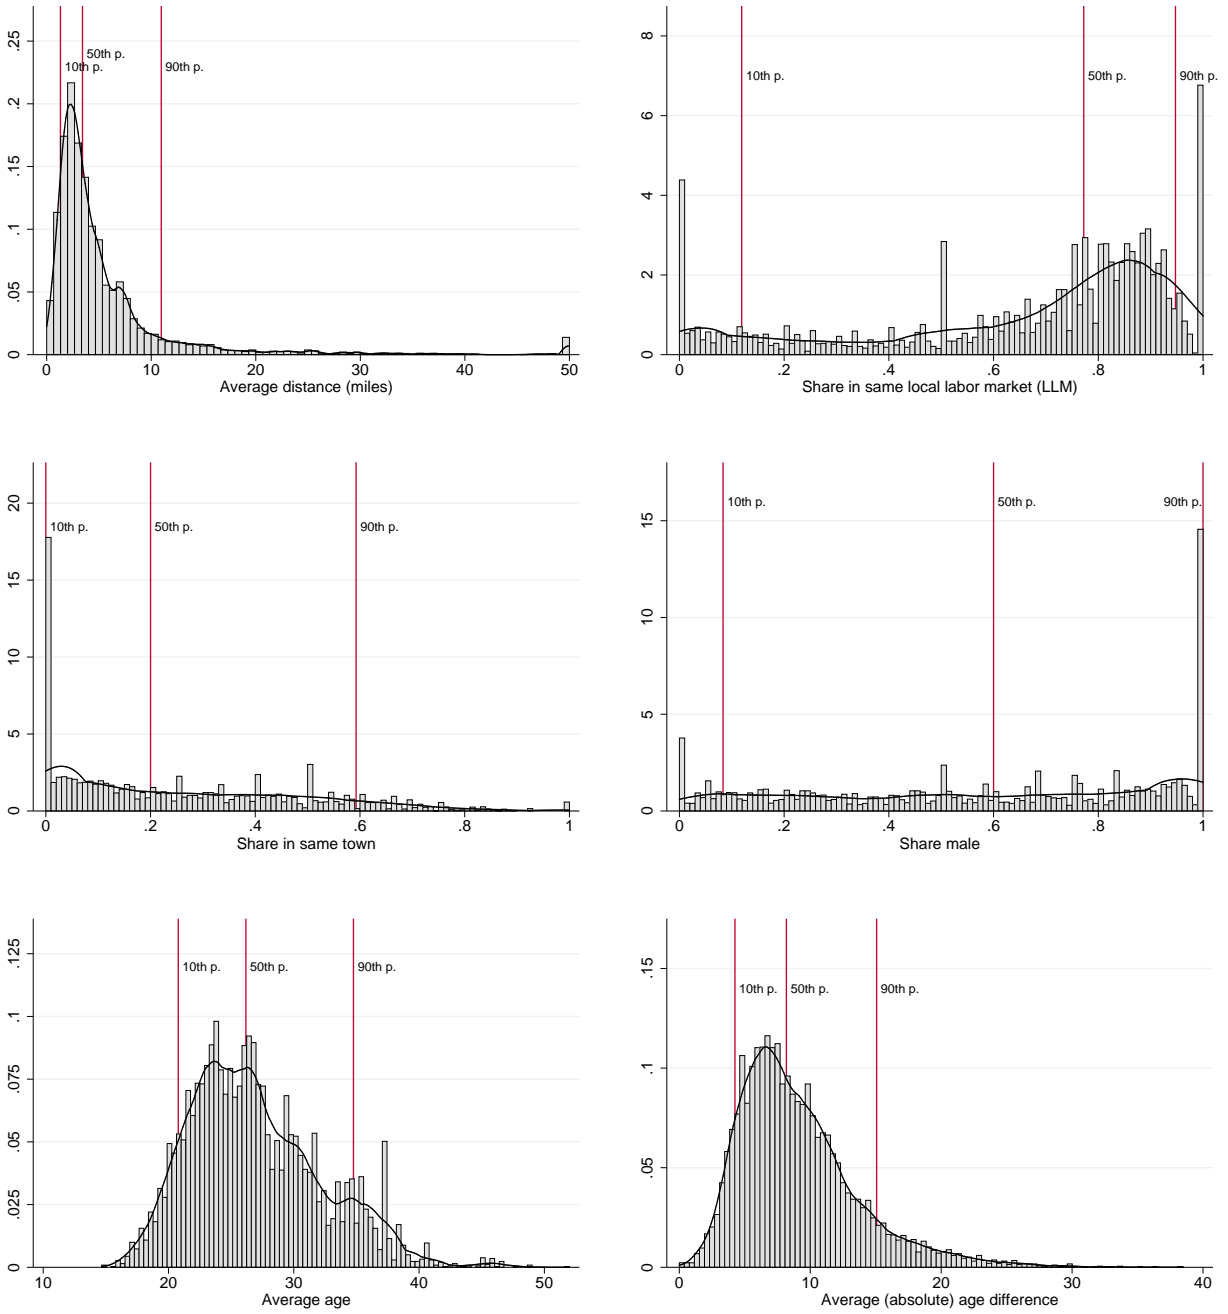 .25
50th p.
10th p.
90th p.
.2
.15
.1
.05
0
0 10 20 30 40 50
Average distance (miles)
8
10th p. 50th p. 90th p.
6
4
2
0
0 .2 .4 .6 .8 1
Share in same local labor market (LLM)
20
10th p. 50th p. 90th p.
15
10
5
0
0 .2 .4 .6 .8 1
Share in same town
15
10th p. 50th p. 90th p.
10
5
0
0 .2 .4 .6 .8 1
Share male
.125
10th p. 50th p. 90th p.
.1
.075
.05
.025
0
10 20 30 40 50
Average age
.15
10th p. 50th p. 90th p.
.1
.05
0
0 10 20 30 40
Average (absolute) age difference